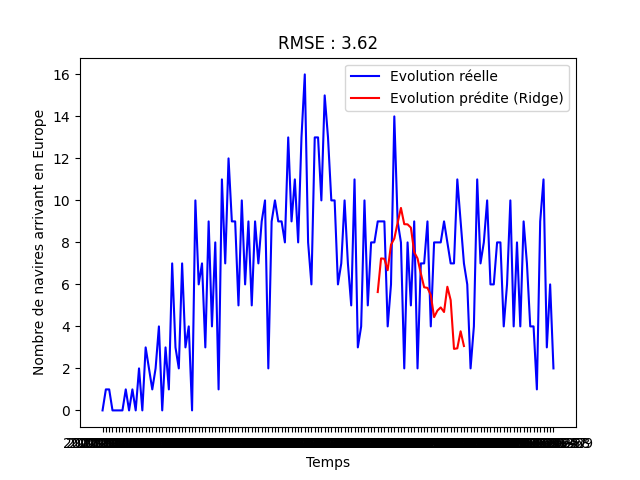 RMSE : 3.62
16
14
12
10
8
6
4
2
0
Nombre de navires arrivant en Europe
Evolution réelle
Evolution prédite (Ridge)
Temps